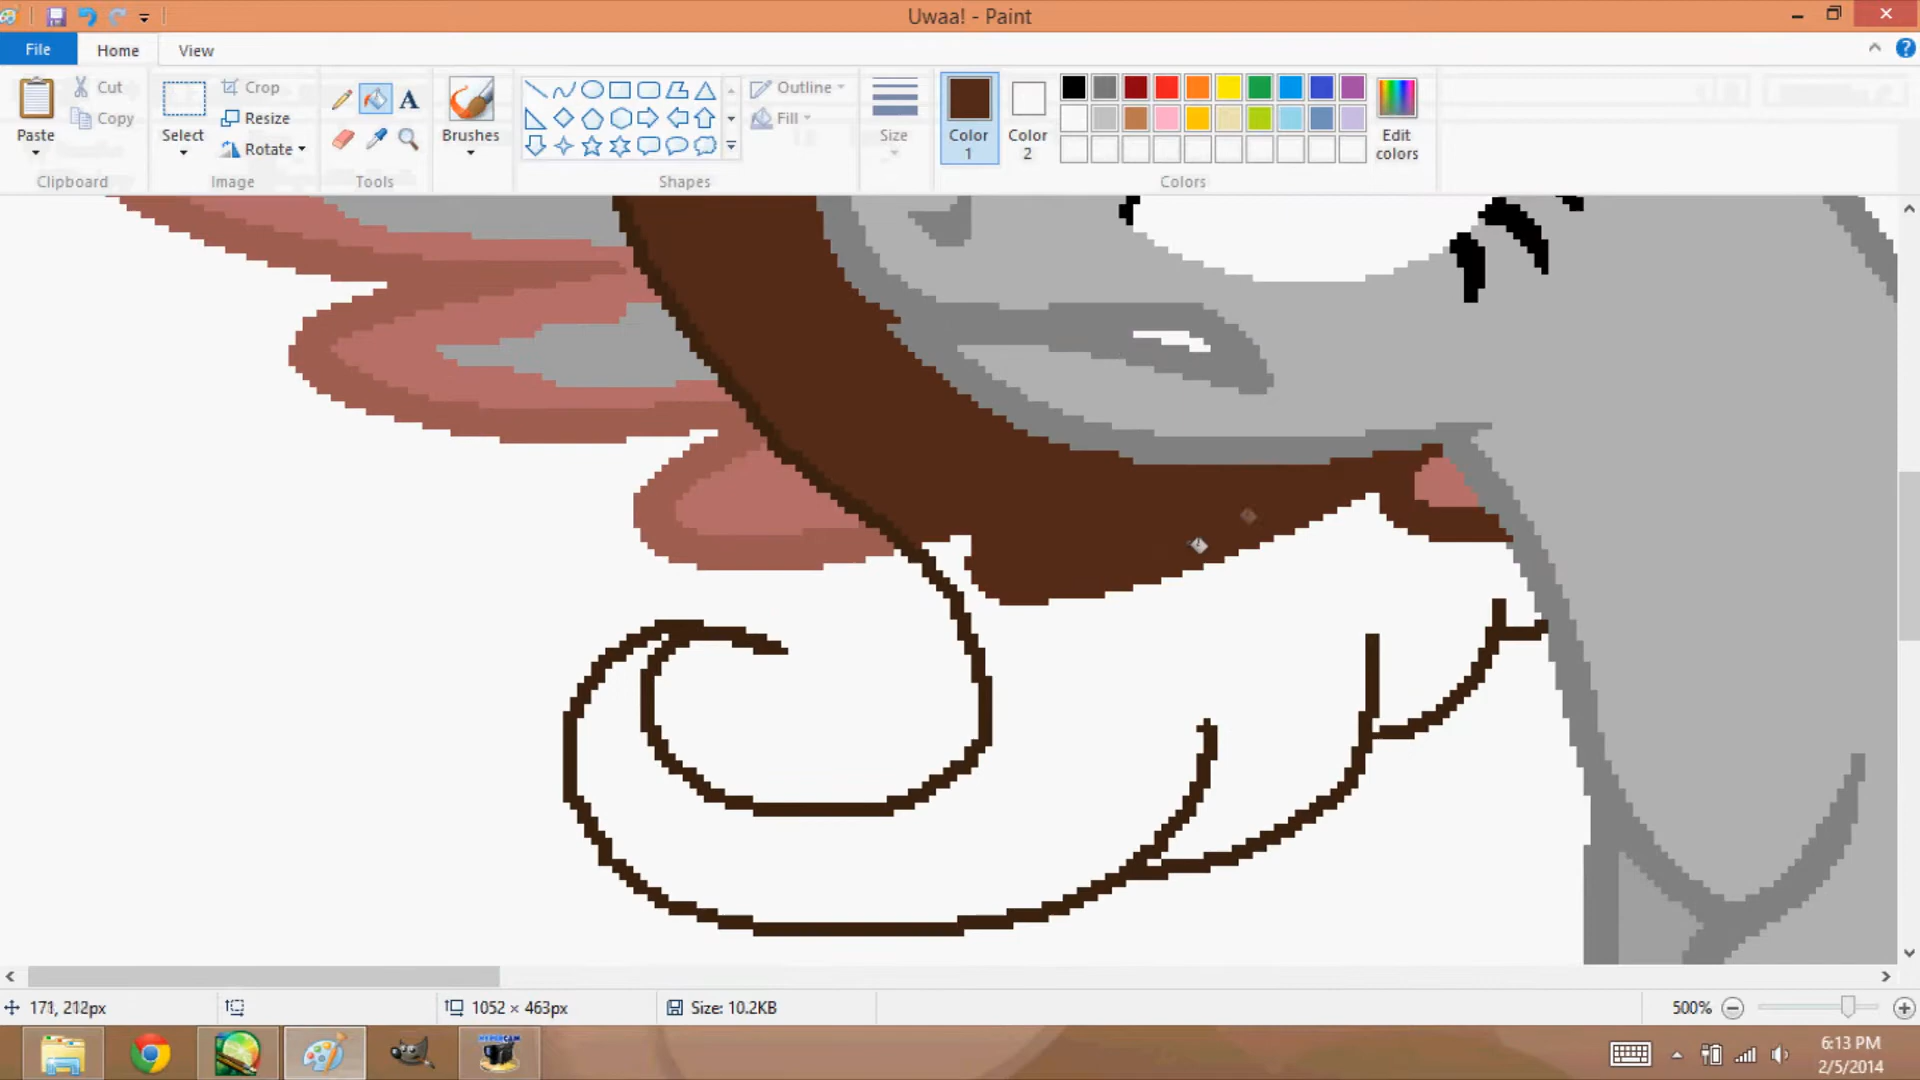 Uwaa! - Paint
File
Home
View
Paste
Cut
Copy
Clipboard
Select
Crop
Resize
Rotate
Image
A
Tools
Brushes
Outline
Fill
Shapes
Size
Color 1
Color 2
Edit colors
Colors
171, 212px
1052 × 463px
Size: 10.2KB
500%
HYPERCAM
6:13 PM
2/5/2014